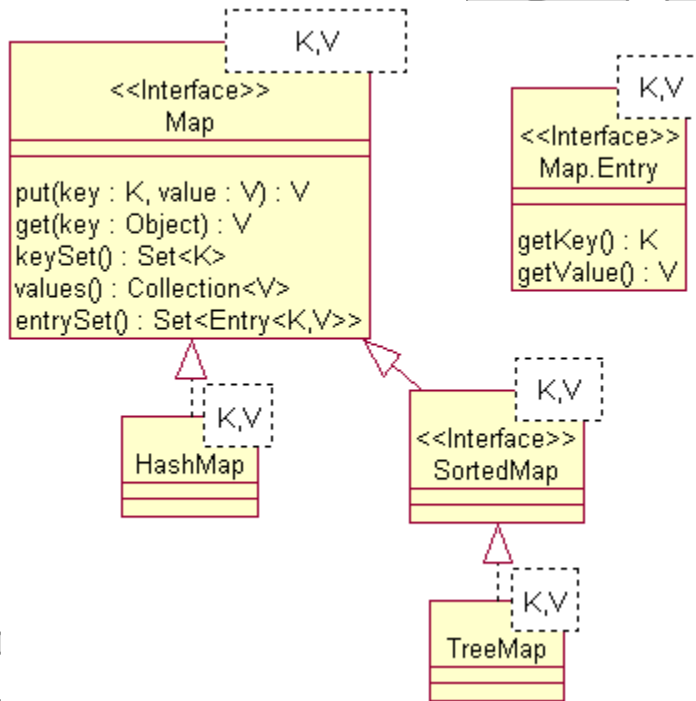 K,V
<<Interface>>
Map
put(key : K, value : V) : V
get(key : Object) : V
keySet() : Set<K>
values() : Collection<V>
entrySet() : Set<Entry<K,V>>
K,V
<<Interface>>
Map.Entry
getKey() : K
getValue() : V
K,V
HashMap
K,V
<<Interface>>
SortedMap
K,V
TreeMap